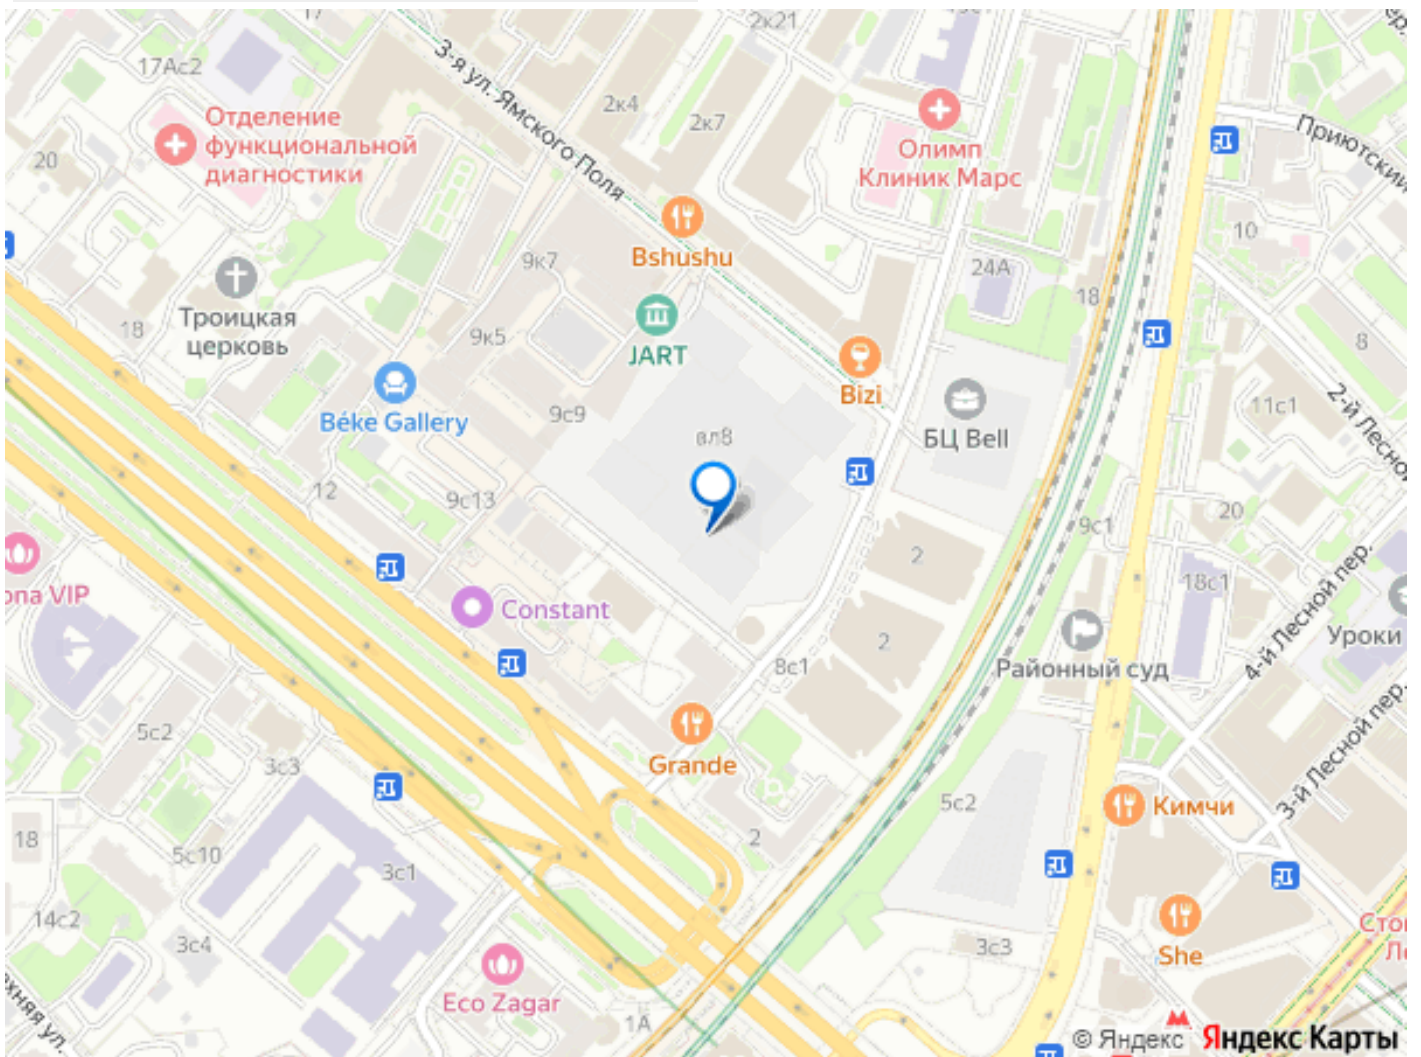 17
2к21
17Ас2
3-я ул. Ямского Поля
2к4
2к7
Отделение
функциональной
диагностики
20
Олимп
Клиник Марс
Приютский
10
Bshushu
9к7
24А
18
Троицкая
церковь
18
9к5
JART
8
Bizi
2-й Лесной
11с1
Béke Gallery
9с9
вл8
БЦ Bell
12
9с13
20
9с1
2
18с1
VIP
Constant
2
4-й Лесной пер.
Уроки
8с1
Районный суд
5с2
3с3
Grande
3-й Лесной пер.
5с2
Кимчи
18
2
5с10
3с1
14с2
3с4
3с3
She
Eco Zagar
ул.
1А
© Яндекс Яндекс Карты